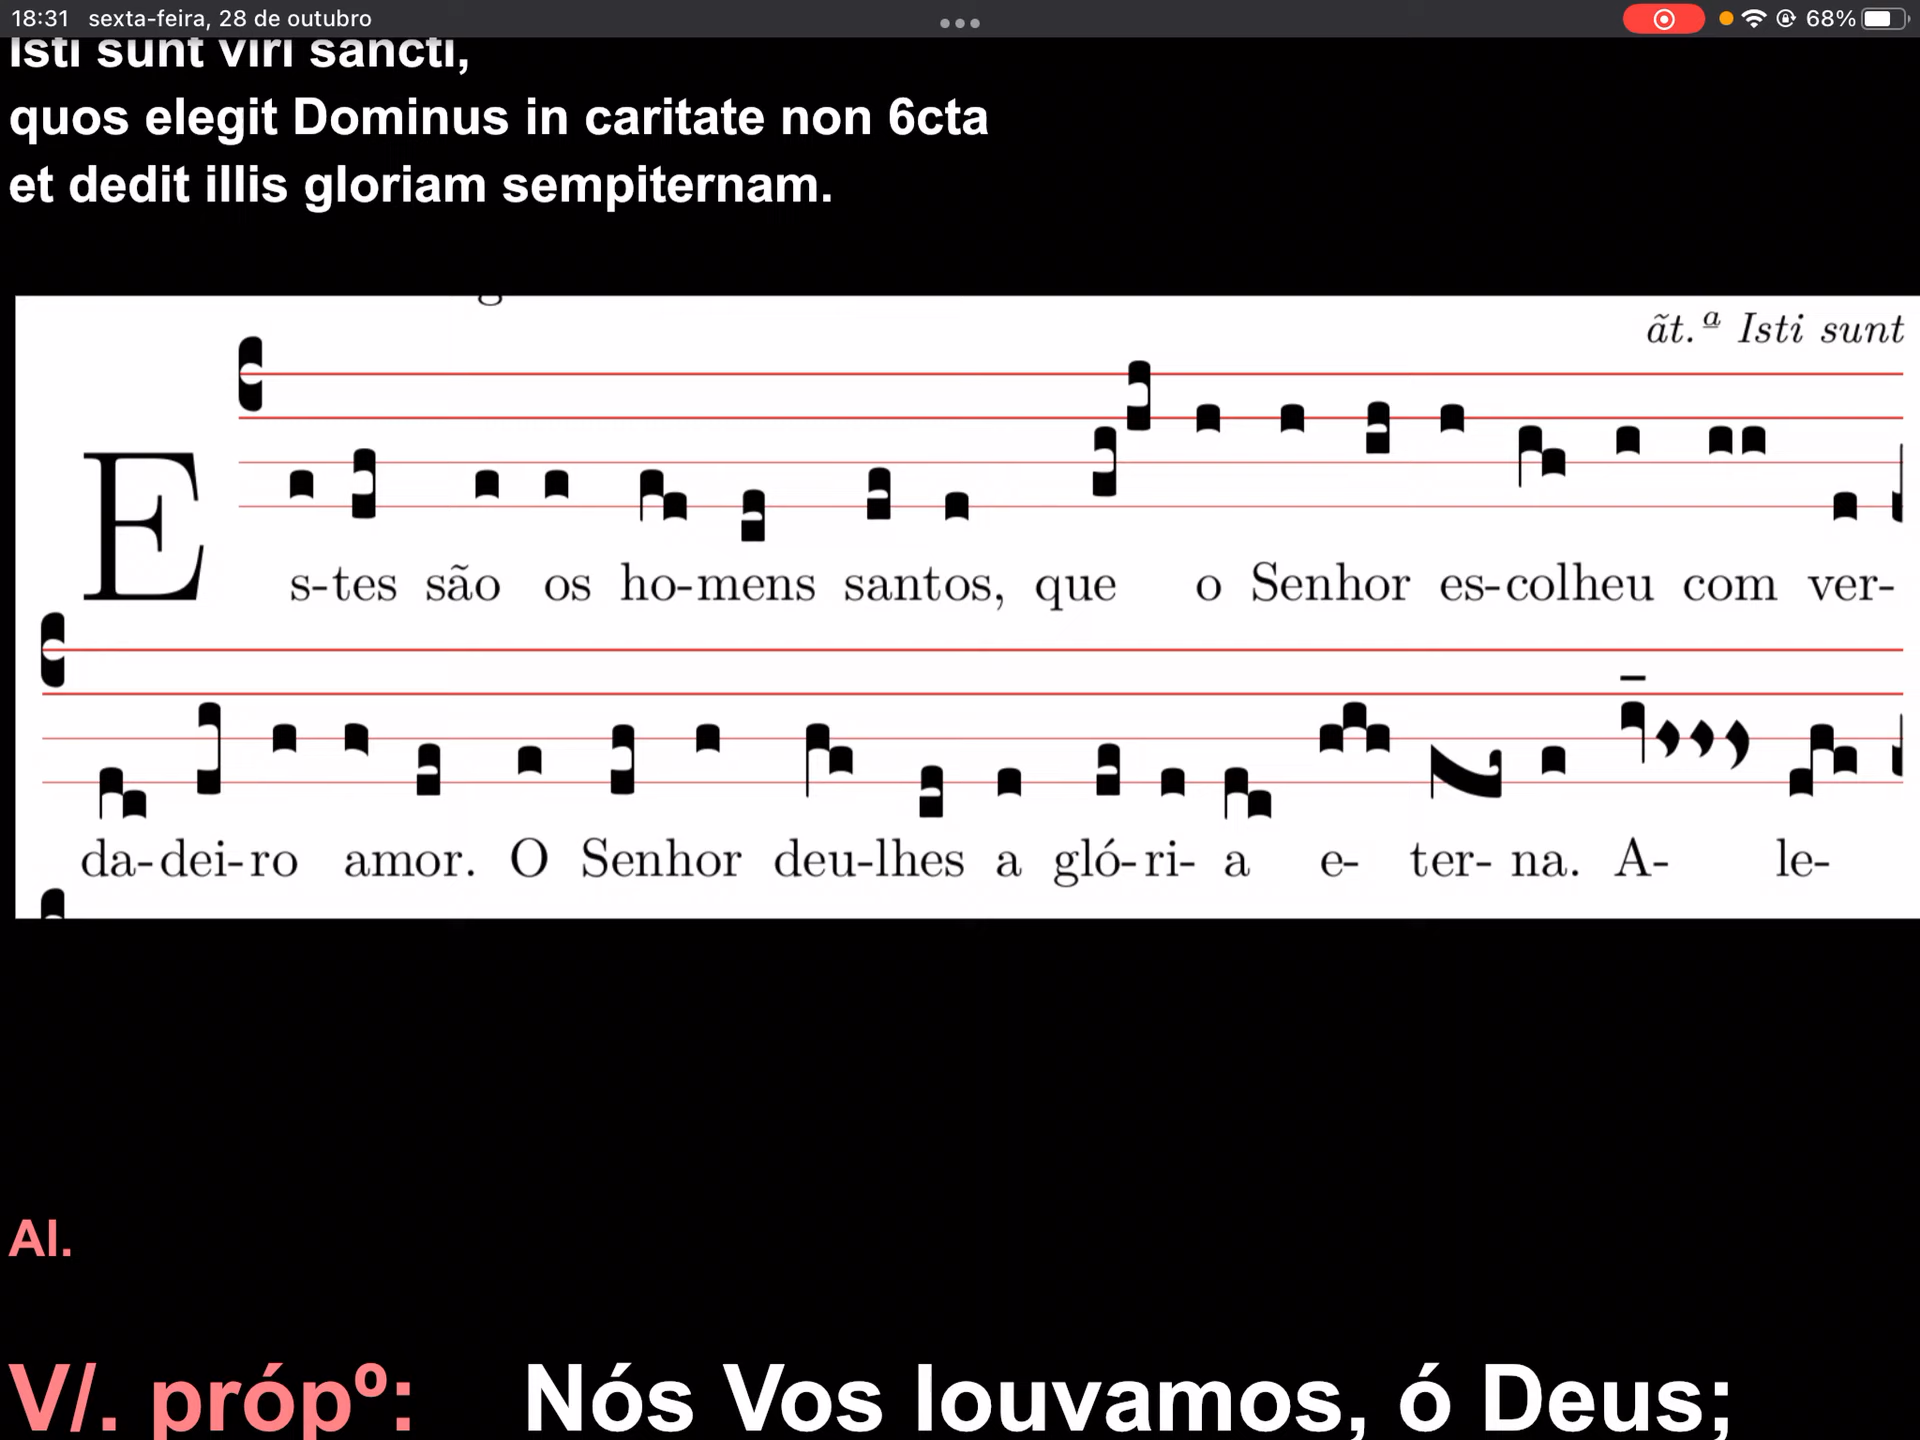 18:31 sexta-feira, 28 de outubro
68%
Isti sunt viri sancti,
quos elegit Dominus in caritate non 6cta
et dedit illis gloriam sempiternam.
ãt.ª Isti sunt
Es-tes são os ho-mens santos, que o Senhor es-colheu com ver-
da-dei-ro amor. O Senhor deu-lhes a gló-ri-a e-ter-na. A-le-
Al.
V/. própº: Nós Vos louvamos, ó Deus;